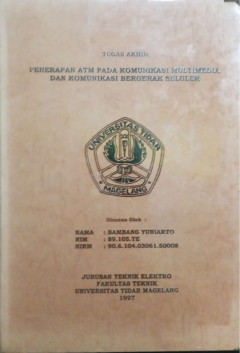 TUGAS AKHIR
PENERAPAN ATM PADA KOMUNIKASI MULTIMEDIA
DAN KOMUNIKASI BERGERAK SELULER
UNIVERSITAS TIDAR
MAGELANG
Disusun Oleh :
NAMA : BAMBANG YUNIARTO
NIM : 89.105.TE
NIRM : 90.6.104.03061.50008
JURUSAN TEKNIK ELEKTRO
FAKULTAS TEKNIK
UNIVERSITAS TIDAR MAGELANG
1997